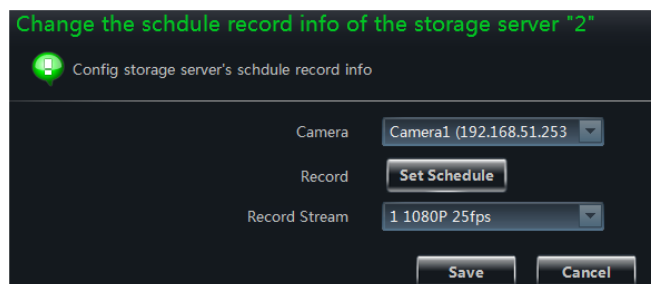 Change the schdule record info of the storage server "2"
Config storage server's schdule record info
Camera Camera1 (192.168.51.253
Record Set Schedule
Record Stream 1 1080P 25fps
Save Cancel